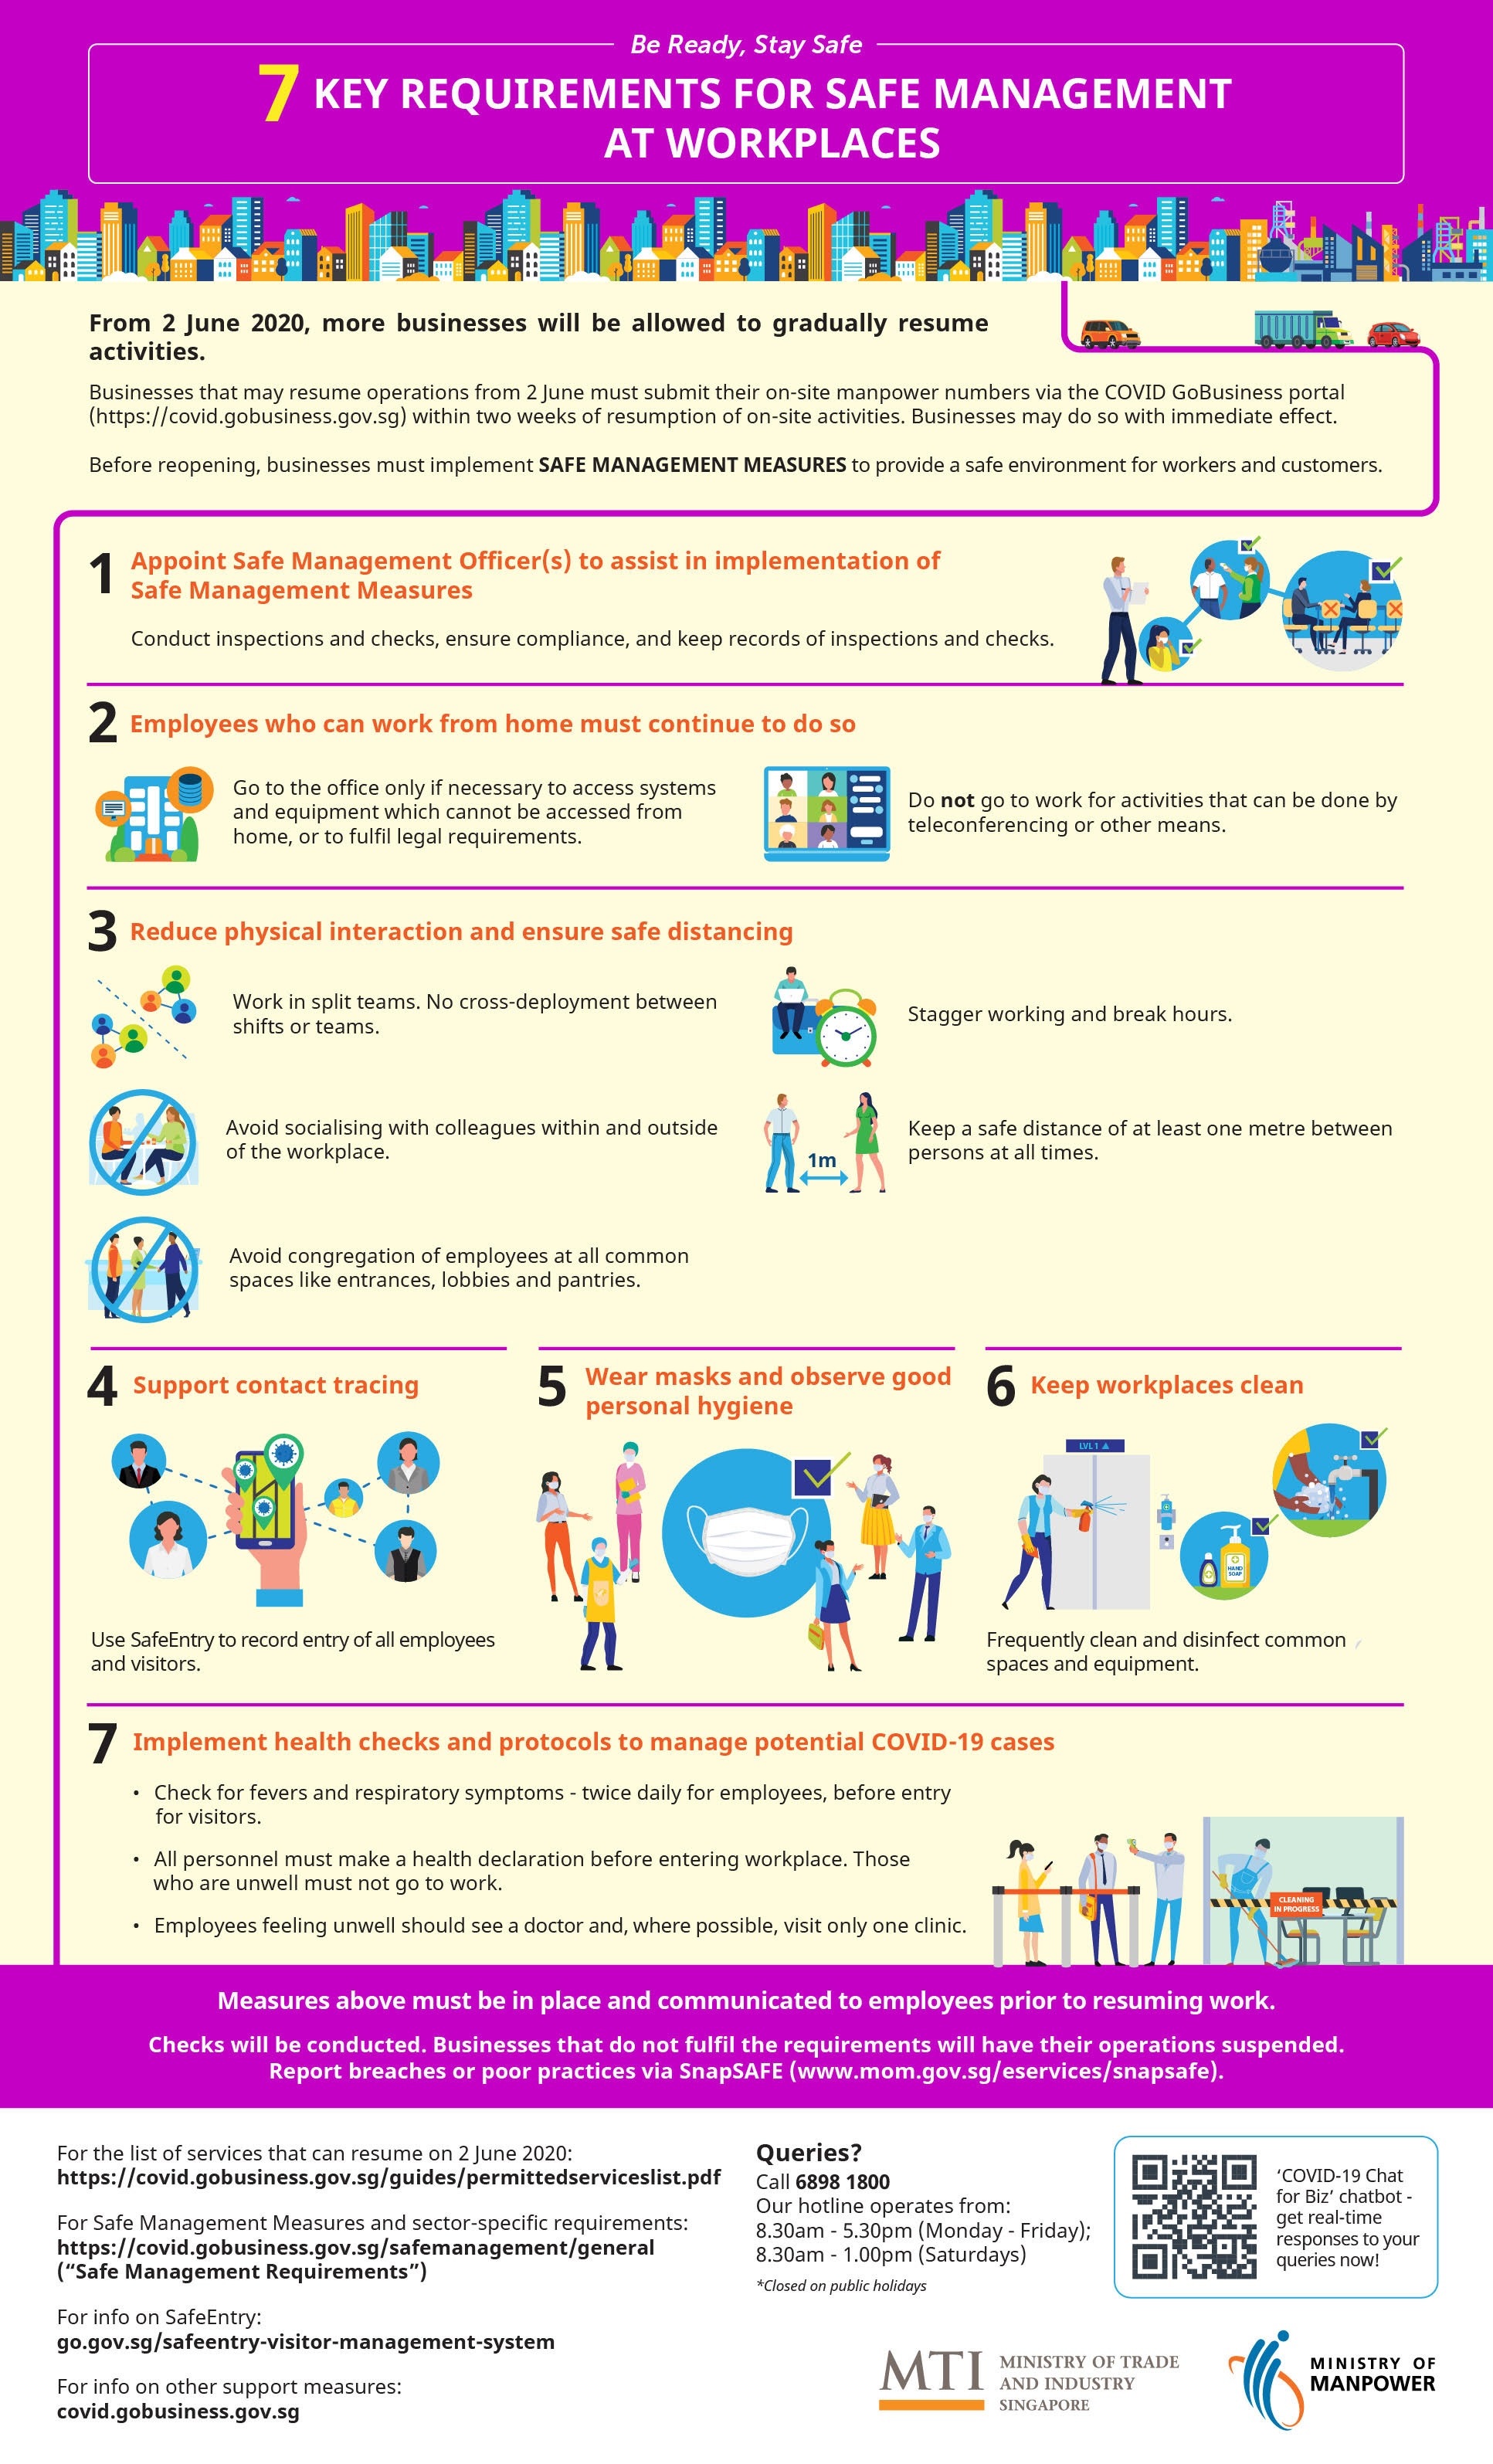 Be Ready, Stay Safe
7 KEY REQUIREMENTS FOR SAFE MANAGEMENT
AT WORKPLACES
From 2 June 2020, more businesses will be allowed to gradually resume
activities.
Businesses that may resume operations from 2 June must submit their on-site manpower numbers via the COVID GoBusiness portal
(https://covid.gobusiness.gov.sg) within two weeks of resumption of on-site activities. Businesses may do so with immediate effect.
Before reopening, businesses must implement SAFE MANAGEMENT MEASURES to provide a safe environment for workers and customers.
1 Appoint Safe Management Officer(s) to assist in implementation of
Safe Management Measures
Conduct inspections and checks, ensure compliance, and keep records of inspections and checks.
2 Employees who can work from home must continue to do so
Go to the office only if necessary to access systems
and equipment which cannot be accessed from
home, or to fulfil legal requirements.
Do not go to work for activities that can be done by
teleconferencing or other means.
3 Reduce physical interaction and ensure safe distancing
Work in split teams. No cross-deployment between
shifts or teams.
Stagger working and break hours.
Avoid socialising with colleagues within and outside
of the workplace.
1m
Keep a safe distance of at least one metre between
persons at all times.
Avoid congregation of employees at all common
spaces like entrances, lobbies and pantries.
4 Support contact tracing
Use SafeEntry to record entry of all employees
and visitors.
5 Wear masks and observe good
personal hygiene
6 Keep workplaces clean
LVL 1
HAND
SOAP
Frequently clean and disinfect common
spaces and equipment.
7 Implement health checks and protocols to manage potential COVID-19 cases
• Check for fevers and respiratory symptoms - twice daily for employees, before entry
for visitors.
• All personnel must make a health declaration before entering workplace. Those
who are unwell must not go to work.
• Employees feeling unwell should see a doctor and, where possible, visit only one clinic.
CLEANING
IN PROGRESS
Measures above must be in place and communicated to employees prior to resuming work.
Checks will be conducted. Businesses that do not fulfil the requirements will have their operations suspended.
Report breaches or poor practices via SnapSAFE (www.mom.gov.sg/eservices/snapsafe).
For the list of services that can resume on 2 June 2020:
https://covid.gobusiness.gov.sg/guides/permittedserviceslist.pdf
For Safe Management Measures and sector-specific requirements:
https://covid.gobusiness.gov.sg/safemanagement/general
(“Safe Management Requirements”)
For info on SafeEntry:
go.gov.sg/safeentry-visitor-management-system
For info on other support measures:
covid.gobusiness.gov.sg
Queries?
Call 6898 1800
Our hotline operates from:
8.30am - 5.30pm (Monday - Friday);
8.30am - 1.00pm (Saturdays)
*Closed on public holidays
‘COVID-19 Chat
for Biz’ chatbot -
get real-time
responses to your
queries now!
MTI
MINISTRY OF TRADE
AND INDUSTRY
SINGAPORE
MINISTRY OF
MANPOWER